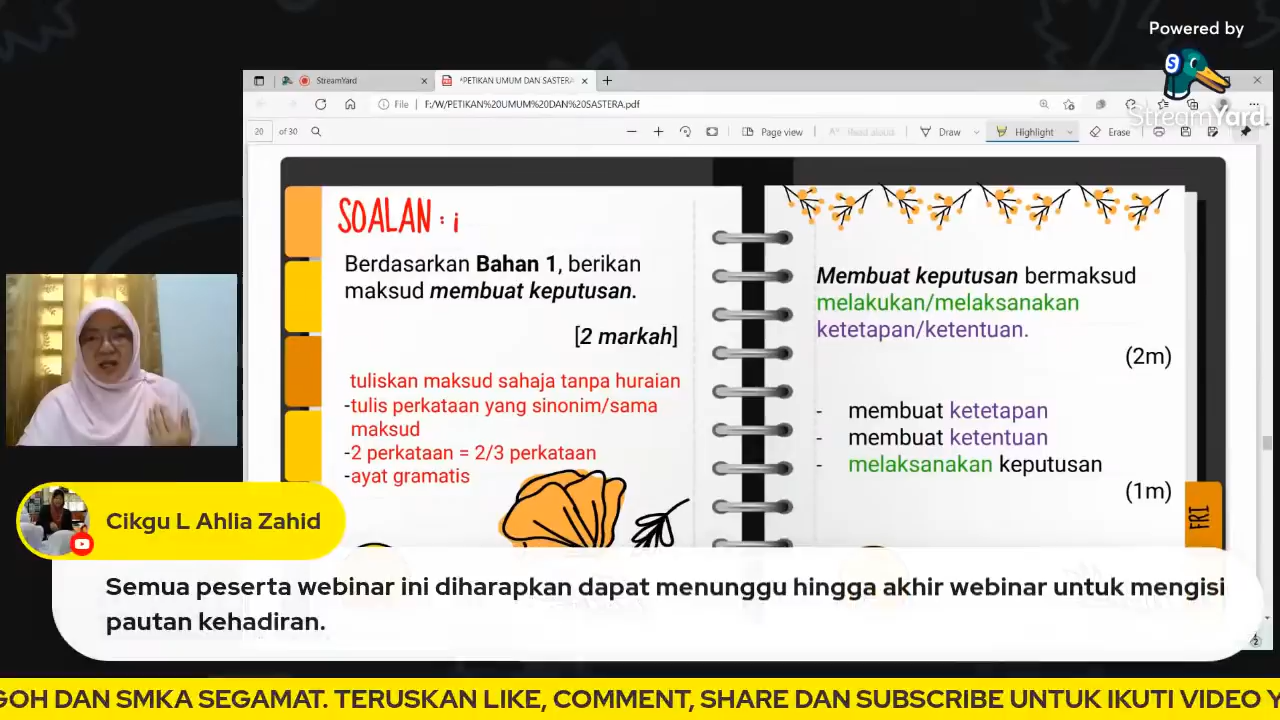 Powered by
StreamYard
StreamYard
*PETIKAN UMUM DAN SASTERA
File
F:/W/PETIKAN%20UMUM%20DAN%20SASTERA.pdf
20 of 30
Page view
Read aloud
Draw
Highlight
Erase
SOALAN : i
Berdasarkan Bahan 1, berikan
maksud membuat keputusan.
[2 markah]
tuliskan maksud sahaja tanpa huraian
-tulis perkataan yang sinonim/sama
maksud
-2 perkataan = 2/3 perkataan
-ayat gramatis
Membuat keputusan bermaksud
melakukan/melaksanakan
ketetapan/ketentuan.
(2m)
- membuat ketetapan
- membuat ketentuan
- melaksanakan keputusan
(1m)
FRI
Cikgu L Ahlia Zahid
Semua peserta webinar ini diharapkan dapat menunggu hingga akhir webinar untuk mengisi
pautan kehadiran.
GOH DAN SMKA SEGAMAT. TERUSKAN LIKE, COMMENT, SHARE DAN SUBSCRIBE UNTUK IKUTI VIDEO Y